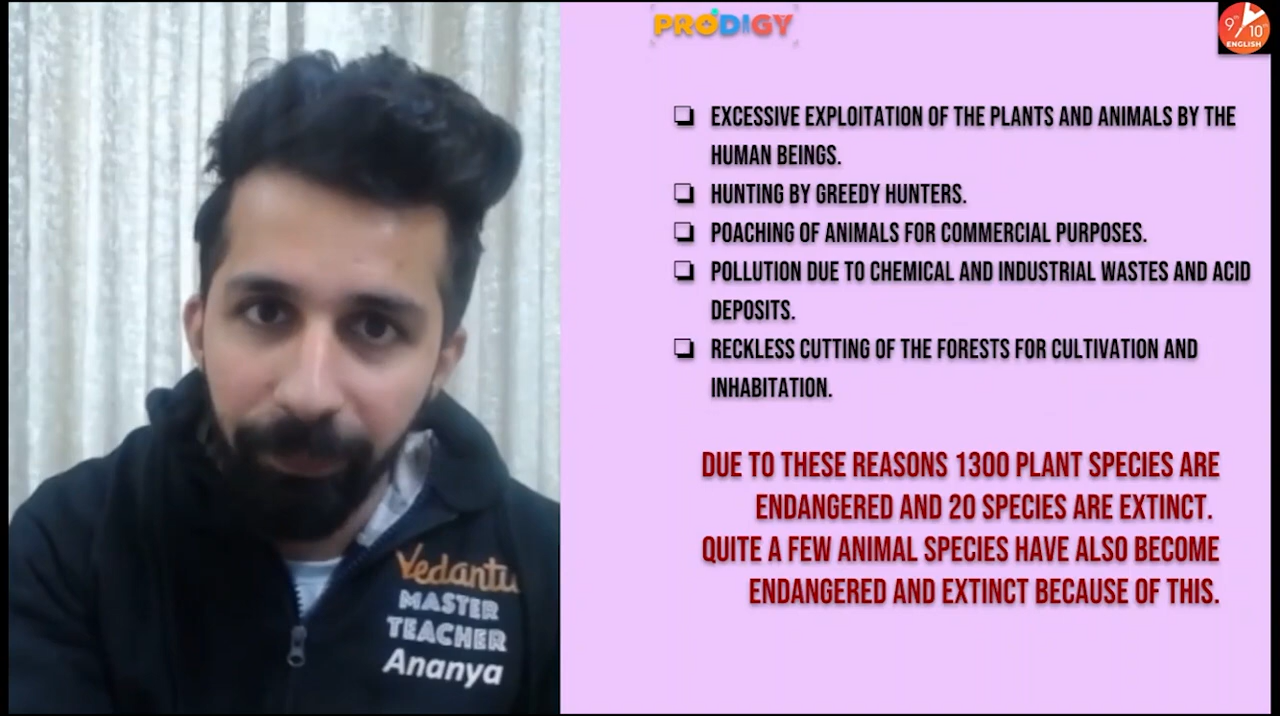 PRODIGY
9th 10th
ENGLISH
❑ EXCESSIVE EXPLOITATION OF THE PLANTS AND ANIMALS BY THE
HUMAN BEINGS.
❑ HUNTING BY GREEDY HUNTERS.
❑ POACHING OF ANIMALS FOR COMMERCIAL PURPOSES.
❑ POLLUTION DUE TO CHEMICAL AND INDUSTRIAL WASTES AND ACID
DEPOSITS.
❑ RECKLESS CUTTING OF THE FORESTS FOR CULTIVATION AND
INHABITATION.
DUE TO THESE REASONS 1300 PLANT SPECIES ARE
ENDANGERED AND 20 SPECIES ARE EXTINCT.
QUITE A FEW ANIMAL SPECIES HAVE ALSO BECOME
ENDANGERED AND EXTINCT BECAUSE OF THIS.
Vedantu
MASTER
TEACHER
Ananya